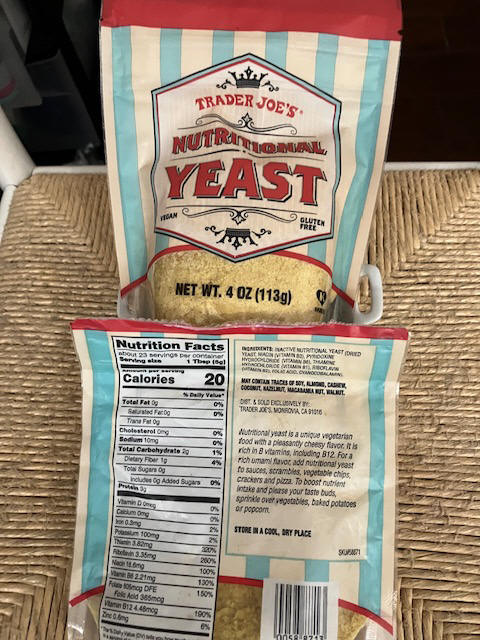 TRADER JOE'S®
NUTRITIONAL
YEAST
VEGAN
GLUTEN
FREE
NET WT. 4 OZ (113g)
Nutrition Facts
about 23 servings per container
Serving size 1 Tbsp (5g)
Amount per serving
Calories 20
% Daily Value*
Total Fat 0g 0%
Saturated Fat 0g 0%
Trans Fat 0g
Cholesterol 0mg 0%
Sodium 10mg 0%
Total Carbohydrate 2g 1%
Dietary Fiber 1g 4%
Total Sugars 0g
Includes 0g Added Sugars 0%
Protein 3g
Vitamin D 0mcg 0%
Calcium 0mg 0%
Iron 0.3mg 2%
Potassium 100mg 2%
Thiamin 3.82mg 320%
Riboflavin 3.35mg 260%
Niacin 18.6mg 100%
Vitamin B6 2.21mg 130%
Folate 605mcg DFE 150%
Folic Acid 365mcg
Vitamin B12 4.48mcg 190%
Zinc 0.6mg 6%
INGREDIENTS: INACTIVE NUTRITIONAL YEAST (DRIED
YEAST, NIACIN (VITAMIN B3), PYRIDOXINE
HYDROCHLORIDE (VITAMIN B6), THIAMINE
HYDROCHLORIDE (VITAMIN B1), RIBOFLAVIN
(VITAMIN B2), FOLIC ACID, CYANOCOBALAMIN).
MAY CONTAIN TRACES OF SOY, ALMOND, CASHEW,
COCONUT, HAZELNUT, MACADAMIA NUT, WALNUT.
DIST. & SOLD EXCLUSIVELY BY:
TRADER JOE'S, MONROVIA, CA 91016
Nutritional yeast is a unique vegetarian
food with a pleasantly cheesy flavor. It is
rich in B vitamins, including B12. For a
rich umami flavor, add nutritional yeast
to sauces, scrambles, vegetable chips,
crackers and pizza. To boost nutrient
intake and please your taste buds,
sprinkle over vegetables, baked potatoes
or popcorn.
STORE IN A COOL, DRY PLACE
SKU#58871